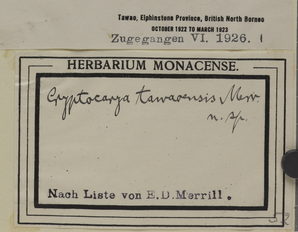 Tawao, Elphinstone Province, British North Borneo
OCTOBER 1922 TO MARCH 1923
Zugegangen VI. 1926.
HERBARIUM MONACENSE.
Cryptocarya tawaoensis Merr.
n. sp.
Nach Liste von E.D.Merrill.